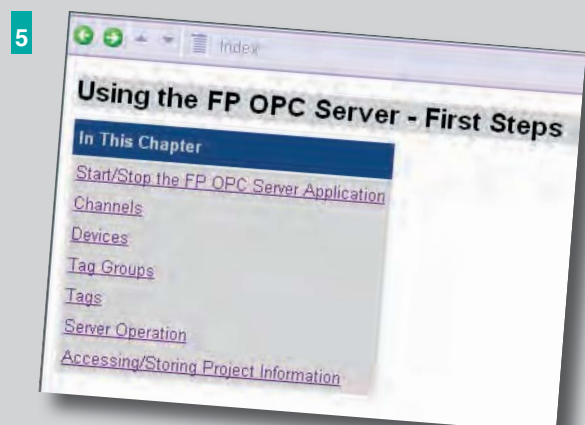 5
Index
Using the FP OPC Server - First Steps
In This Chapter
Start/Stop the FP OPC Server Application
Channels
Devices
Tag Groups
Tags
Server Operation
Accessing/Storing Project Information